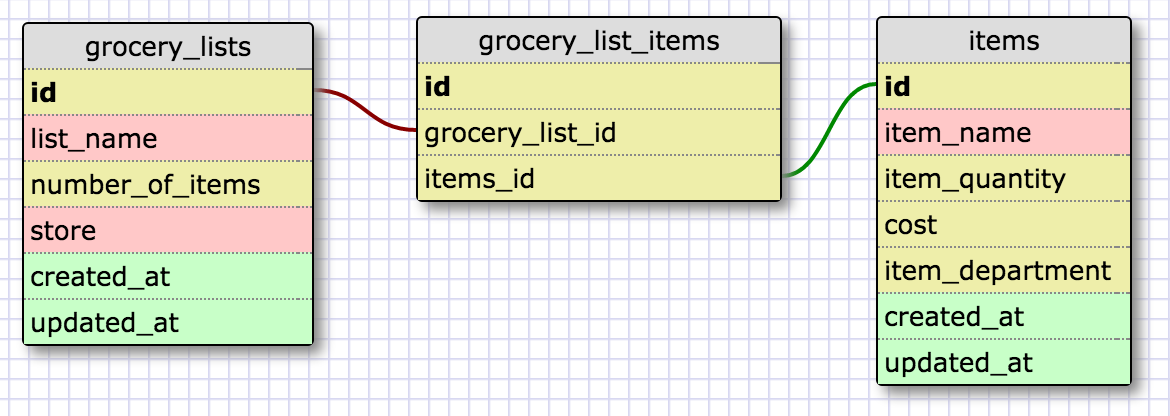 grocery_lists
id
list_name
number_of_items
store
created_at
updated_at
grocery_list_items
id
grocery_list_id
items_id
items
id
item_name
item_quantity
cost
item_department
created_at
updated_at